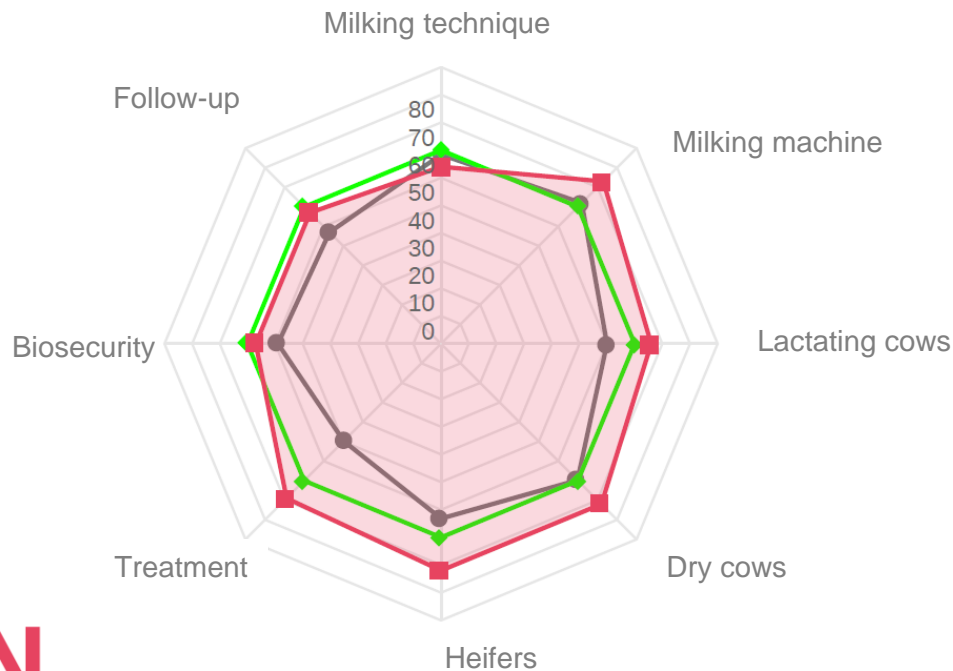 Milking technique
Follow-up
Milking machine
80
70
60
50
40
30
20
10
0
Biosecurity
Lactating cows
Treatment
Dry cows
Heifers
N